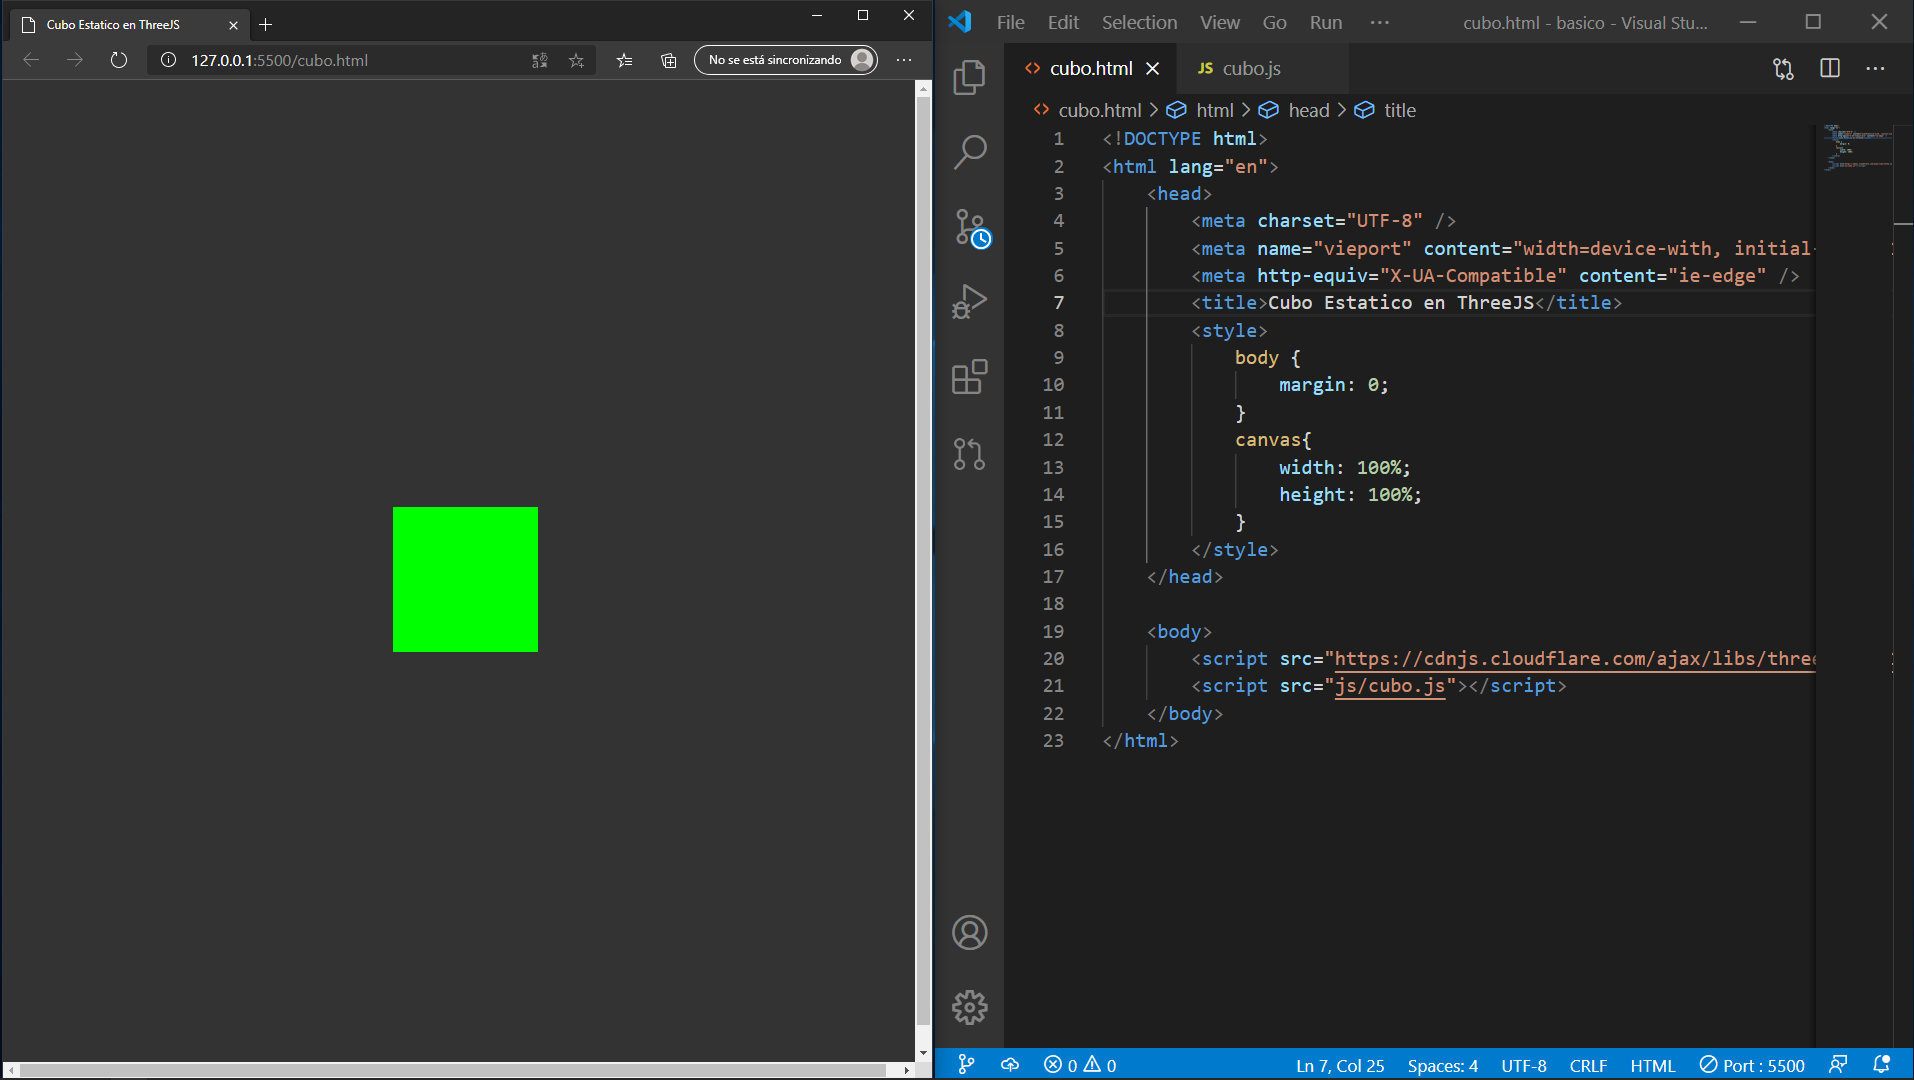 Cubo Estatico en ThreeJS
127.0.0.1:5500/cubo.html
No se está sincronizando
File Edit Selection View Go Run ··· cubo.html - basico - Visual Stu...
<> cubo.html JS cubo.js
<> cubo.html > html > head > title
1 <!DOCTYPE html>
2 <html lang="en">
3 <head>
4 <meta charset="UTF-8" />
5 <meta name="vieport" content="width=device-with, initial-
6 <meta http-equiv="X-UA-Compatible" content="ie-edge" />
7 <title>Cubo Estatico en ThreeJS</title>
8 <style>
9 body {
10 margin: 0;
11 }
12 canvas{
13 width: 100%;
14 height: 100%;
15 }
16 </style>
17 </head>
18
19 <body>
20 <script src="https://cdnjs.cloudflare.com/ajax/libs/three
21 <script src="js/cubo.js"></script>
22 </body>
23 </html>
0 0 Ln 7, Col 25 Spaces: 4 UTF-8 CRLF HTML Port : 5500